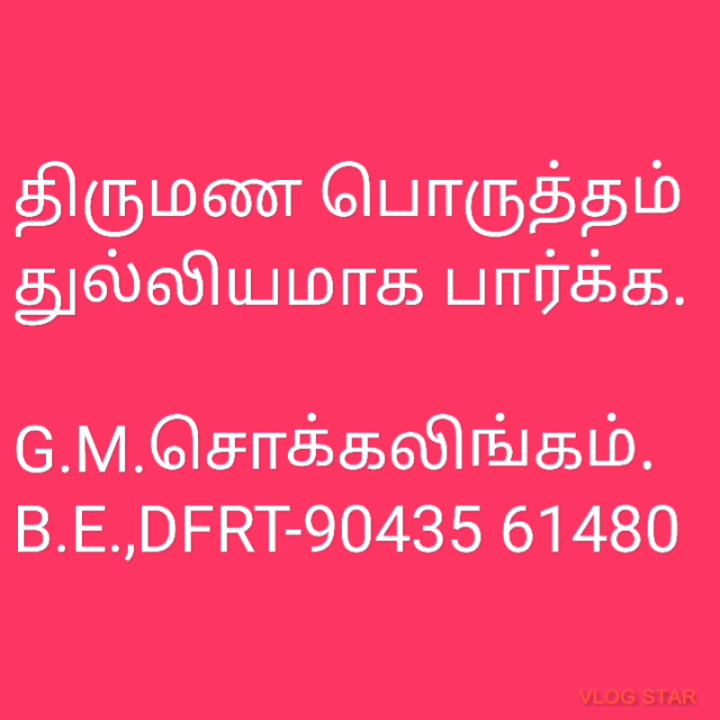 திருமண பொருத்தம்
துல்லியமாக பார்க்க.
G.M.சொக்கலிங்கம்.
B.E.,DFRT-90435 61480
VLOG STAR